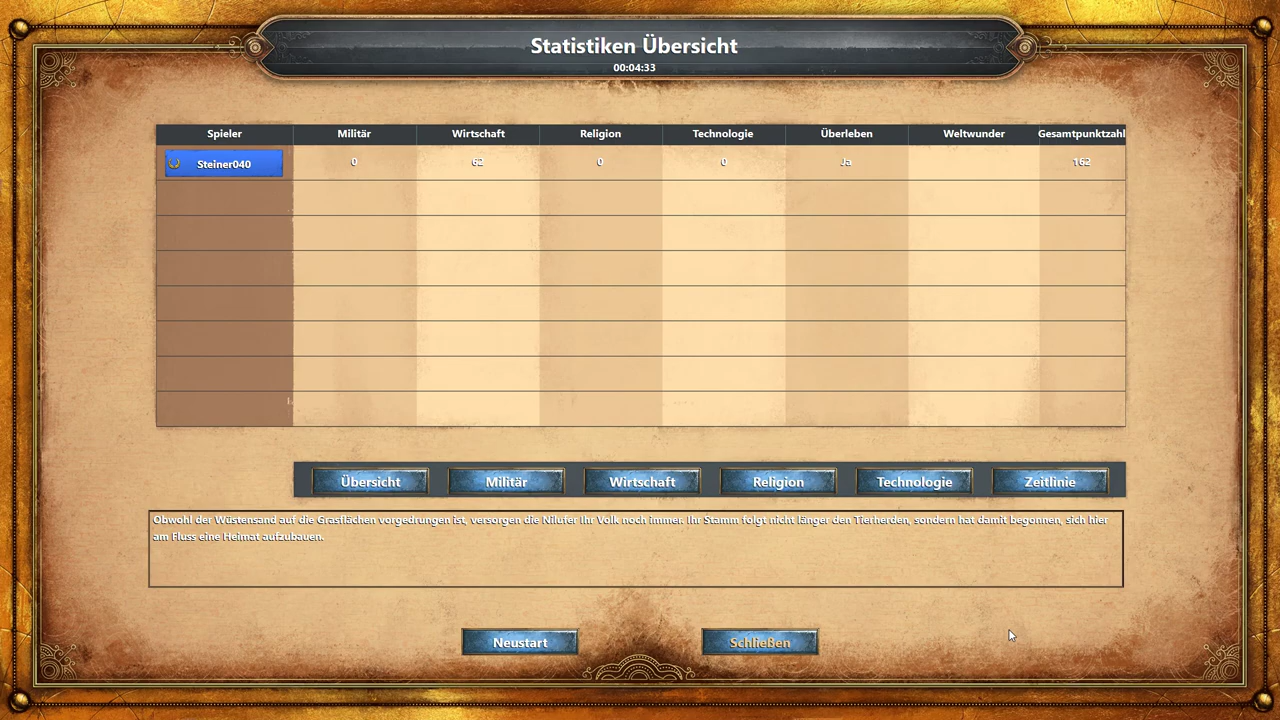 Statistiken Übersicht
00:04:33
Spieler Militär Wirtschaft Religion Technologie Überleben Weltwunder Gesamtpunktzahl
Steiner040 0 62 0 0 Ja 162
Übersicht Militär Wirtschaft Religion Technologie Zeitlinie
Obwohl der Wüstensand auf die Grasflächen vorgedrungen ist, versorgen die Nilufer Ihr Volk noch immer. Ihr Stamm folgt nicht länger den Tierherden, sondern hat damit begonnen, sich hier
am Fluss eine Heimat aufzubauen.
Neustart Schließen